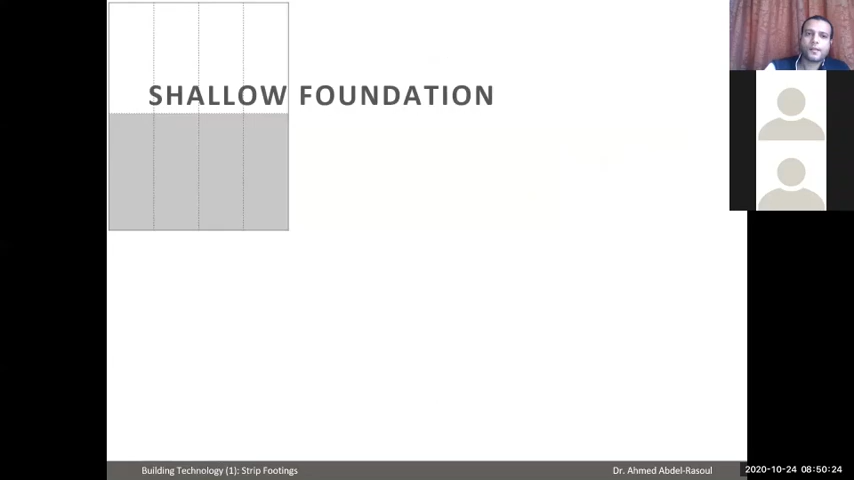 SHALLOW FOUNDATION
Building Technology (1): Strip Footings
Dr. Ahmed Abdel-Rasoul
2020-10-24 08:50:24